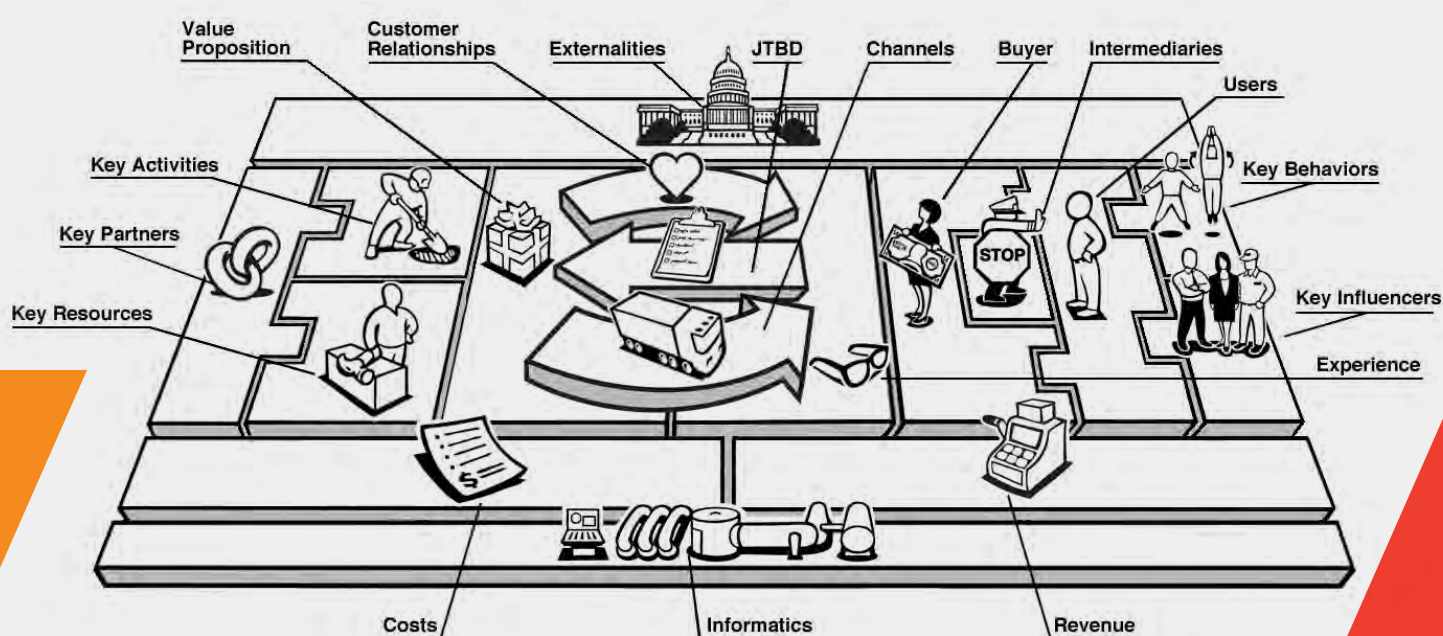 Value
Proposition
Customer
Relationships
Externalities
JTBD
Channels
Buyer
Intermediaries
Users
Key Activities
Key Behaviors
Key Partners
STOP
Key Resources
Key Influencers
Experience
$
Costs
Informatics
Revenue